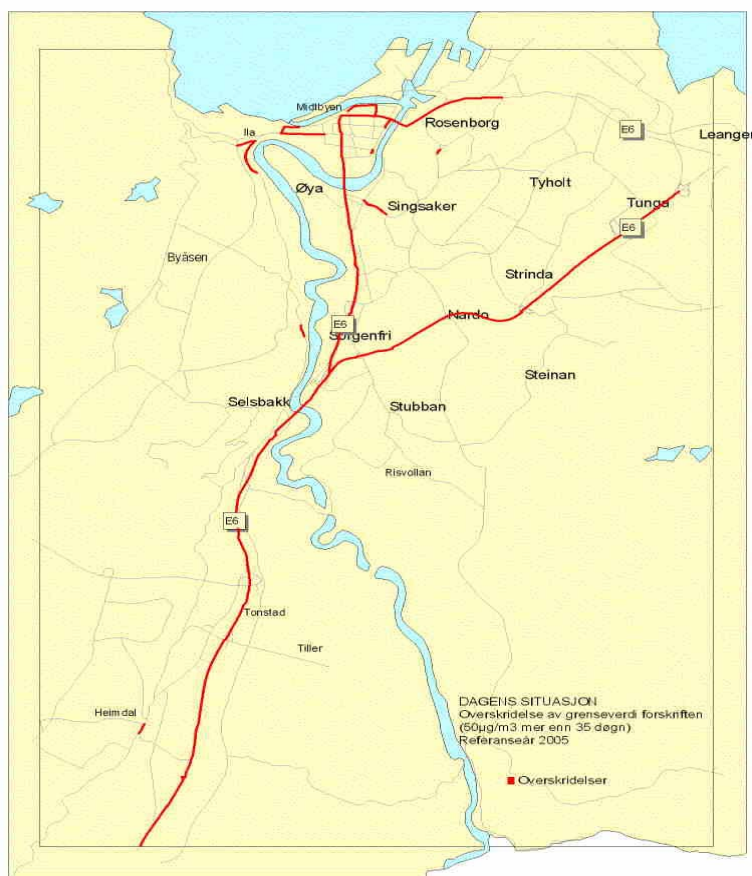 Midtbyen
Ila
Rosenborg
E6
Leangen
Øya
Tyholt
Singsaker
Tunga
E6
Byåsen
Strinda
Nardo
E6
Sorgenfri
Steinan
Selsbakk
Stubban
Risvollan
E6
Tonstad
Tiller
Heimdal
DAGENS SITUASJON
Overskridelse av grenseverdi forskriften
(50µg/m3 mer enn 35 døgn)
Referanseår 2005
Overskridelser